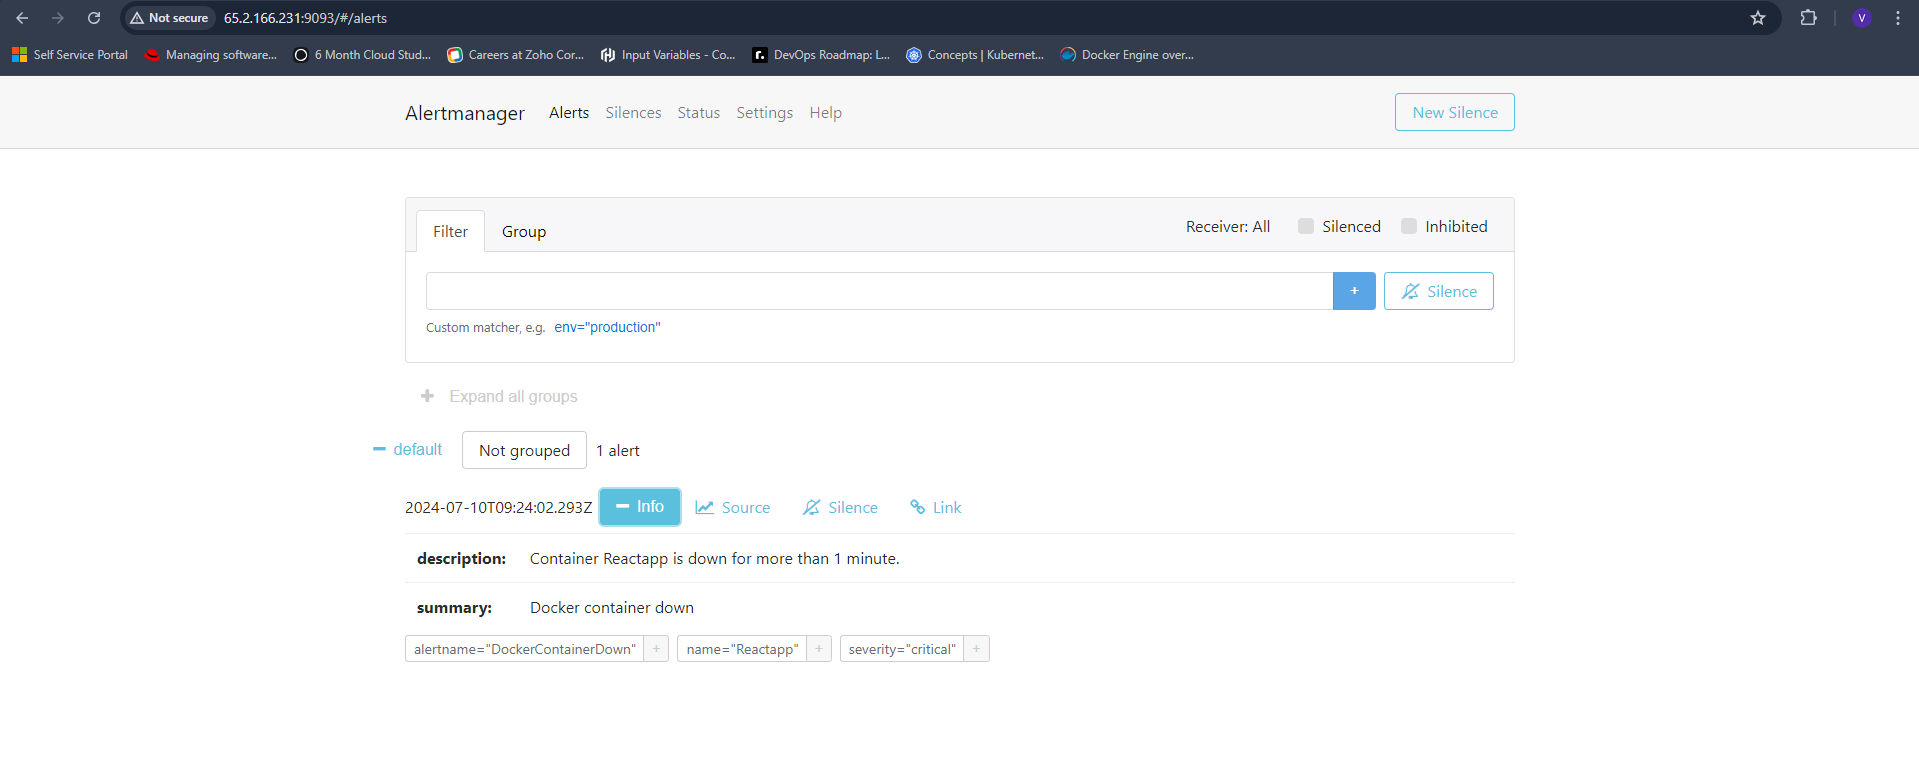 Not secure 65.2.166.231:9093/#/alerts V
Self Service Portal Managing software... 6 Month Cloud Stud... Careers at Zoho Cor... Input Variables - Co... DevOps Roadmap: L... Concepts | Kubernet... Docker Engine over...
Alertmanager Alerts Silences Status Settings Help New Silence
Filter Group Receiver: All Silenced Inhibited
+ Silence
Custom matcher, e.g. env="production"
+ Expand all groups
− default Not grouped 1 alert
2024-07-10T09:24:02.293Z − Info Source Silence Link
description: Container Reactapp is down for more than 1 minute.
summary: Docker container down
alertname="DockerContainerDown" + name="Reactapp" + severity="critical" +